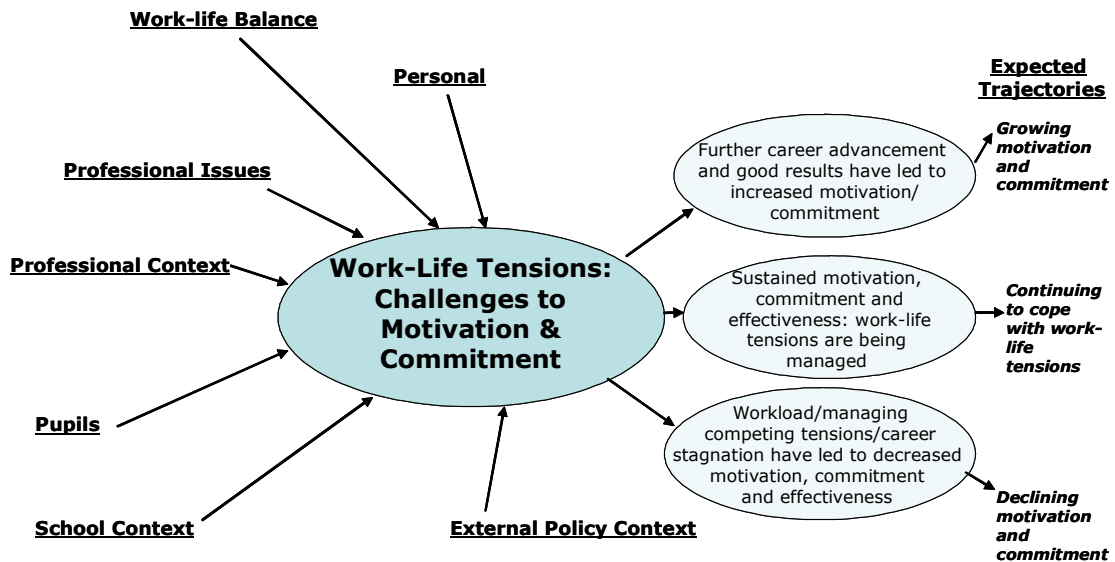 Work-life Balance
Personal
Professional Issues
Professional Context
Pupils
School Context
External Policy Context
Work-Life Tensions:
Challenges to
Motivation &
Commitment
Further career advancement
and good results have led to
increased motivation/
commitment
Sustained motivation,
commitment and
effectiveness: work-life
tensions are being
managed
Workload/managing
competing tensions/career
stagnation have led to decreased
motivation, commitment
and effectiveness
Expected
Trajectories
Growing
motivation
and
commitment
Continuing
to cope
with work-
life
tensions
Declining
motivation
and
commitment